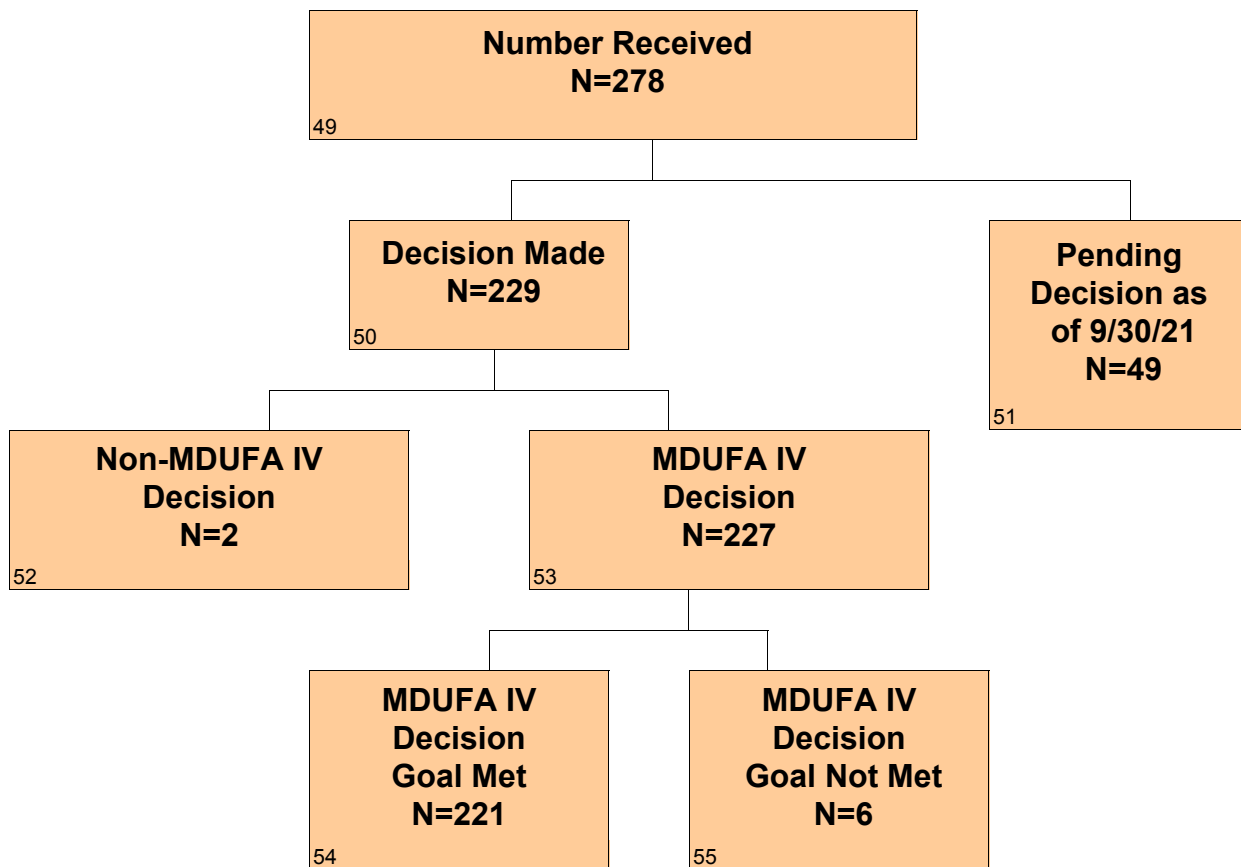 Number Received
N=278
49
Decision Made
N=229
50
Pending
Decision as
of 9/30/21
N=49
51
Non-MDUFA IV
Decision
N=2
52
MDUFA IV
Decision
N=227
53
MDUFA IV
Decision
Goal Met
N=221
54
MDUFA IV
Decision
Goal Not Met
N=6
55